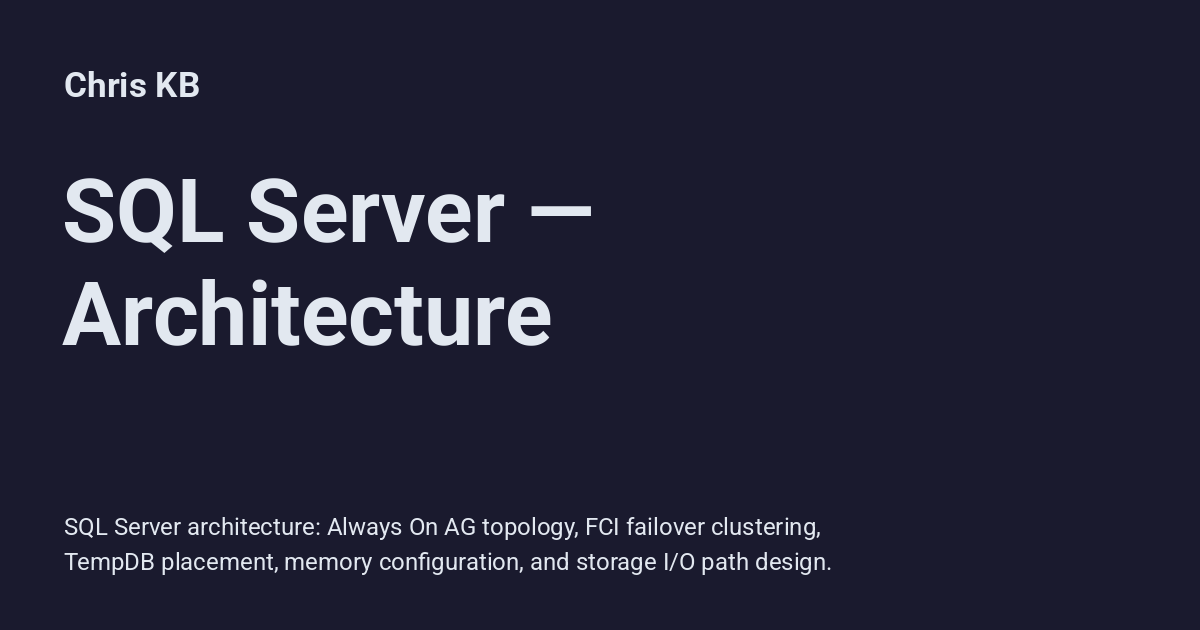 Chris KB
SQL Server —
Architecture
SQL Server architecture: Always On AG topology, FCI failover clustering,
TempDB placement, memory configuration, and storage I/O path design.